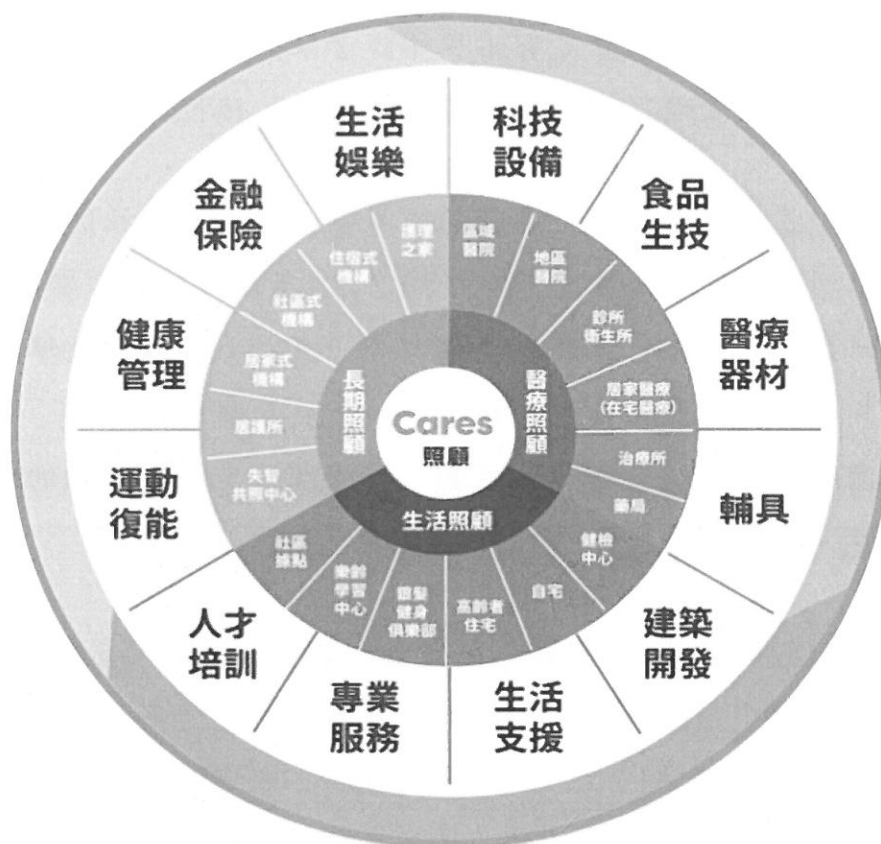 生活
娛樂
科技
設備
食品
生技
醫療
器材
輔具
建築
開發
生活
支援
專業
服務
人才
培訓
運動
復能
健康
管理
金融
保險
護理
之家
區域
醫院
地區
醫院
診所
衛生所
居家醫療
(在宅醫療)
治療所
藥局
健檢
中心
自宅
高齡者
住宅
銀髮
健身
俱樂部
樂齡
學習
中心
社區
據點
失智
共照中心
居護所
居家式
機構
社區式
機構
住宿式
機構
長期照顧
醫療照顧
生活照顧
Cares
照顧